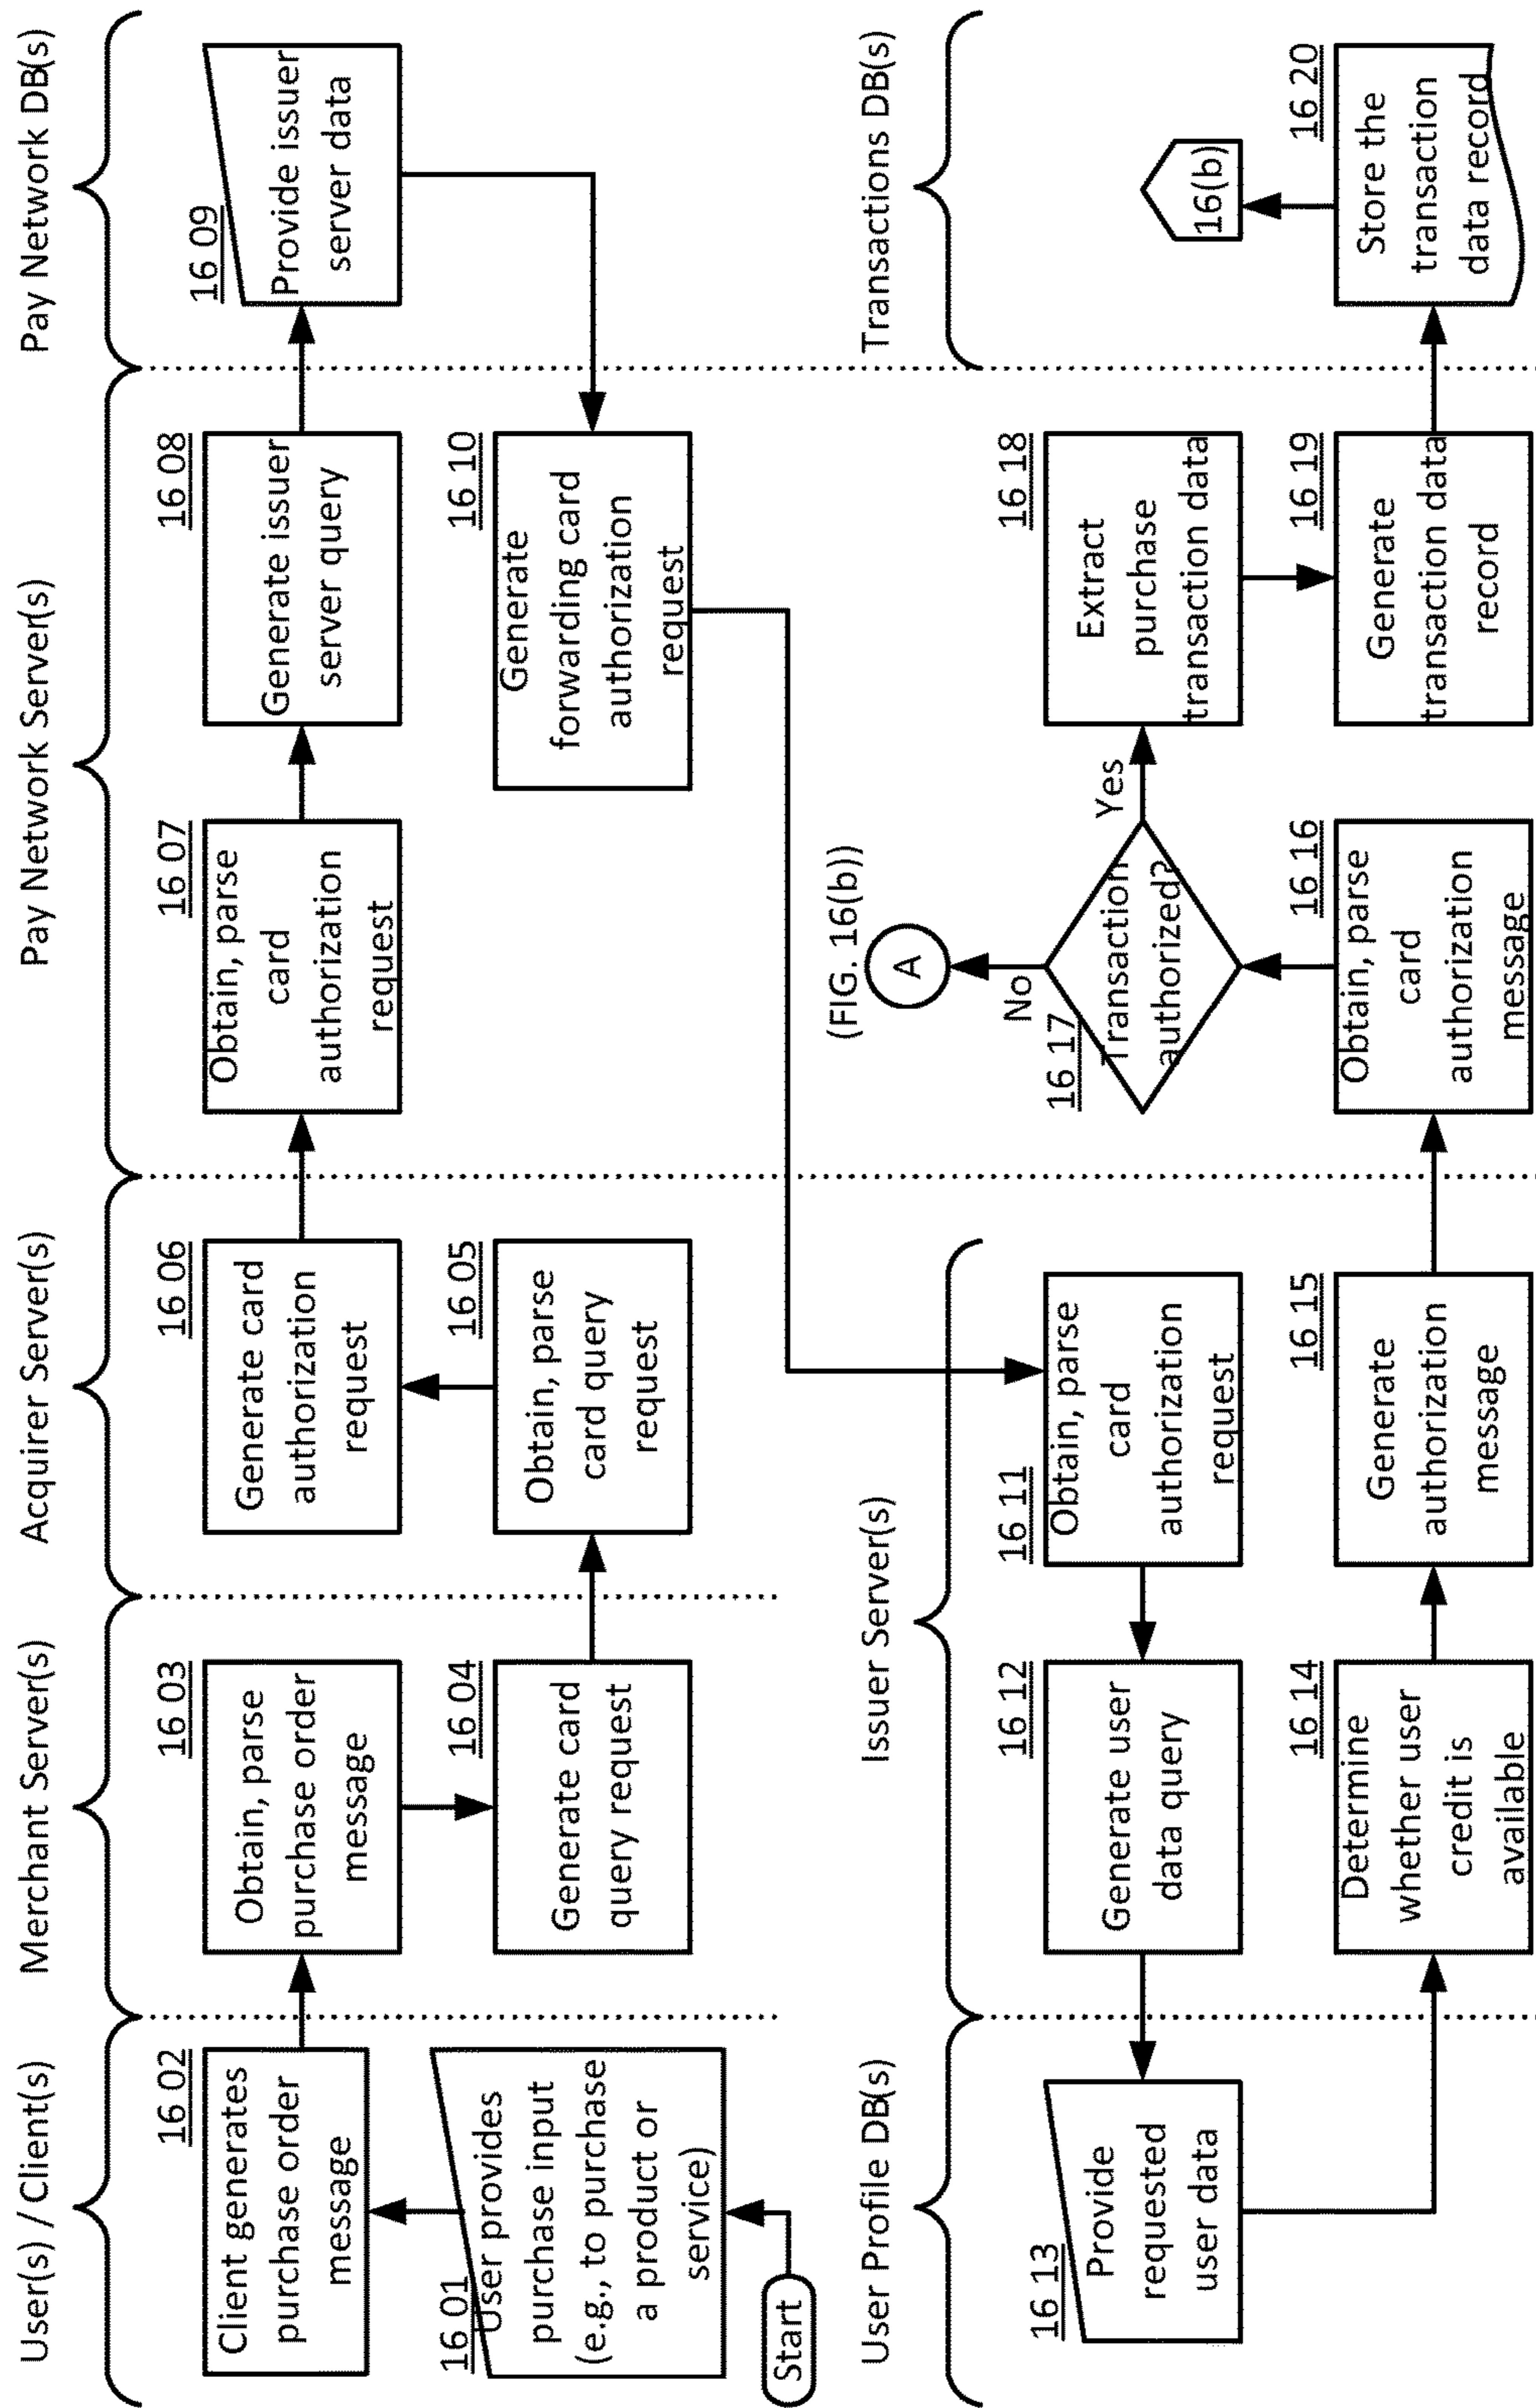 User(s) / Client(s)
Merchant Server(s)
Acquirer Server(s)
Pay Network Server(s)
Pay Network DB(s)
16 02
Client generates
purchase order
message
16 01
User provides
purchase input
(e.g., to purchase
a product or
service)
Start
16 03
Obtain, parse
purchase order
message
16 04
Generate card
query request
16 06
Generate card
authorization
request
16 05
Obtain, parse
card query
request
16 07
Obtain, parse
card
authorization
request
16 08
Generate issuer
server query
16 09
Provide issuer
server data
16 10
Generate
forwarding card
authorization
request
User Profile DB(s)
Issuer Server(s)
Transactions DB(s)
16 11
Obtain, parse
card
authorization
request
16 12
Generate user
data query
16 13
Provide
requested
user data
16 14
Determine
whether user
credit is
available
16 15
Generate
authorization
message
16 16
Obtain, parse
card
authorization
message
16 17
Transaction
authorized?
No
Yes
(FIG. 16(b))
A
16 18
Extract
purchase
transaction data
16 19
Generate
transaction data
record
16 20
Store the
transaction
data record
16(b)